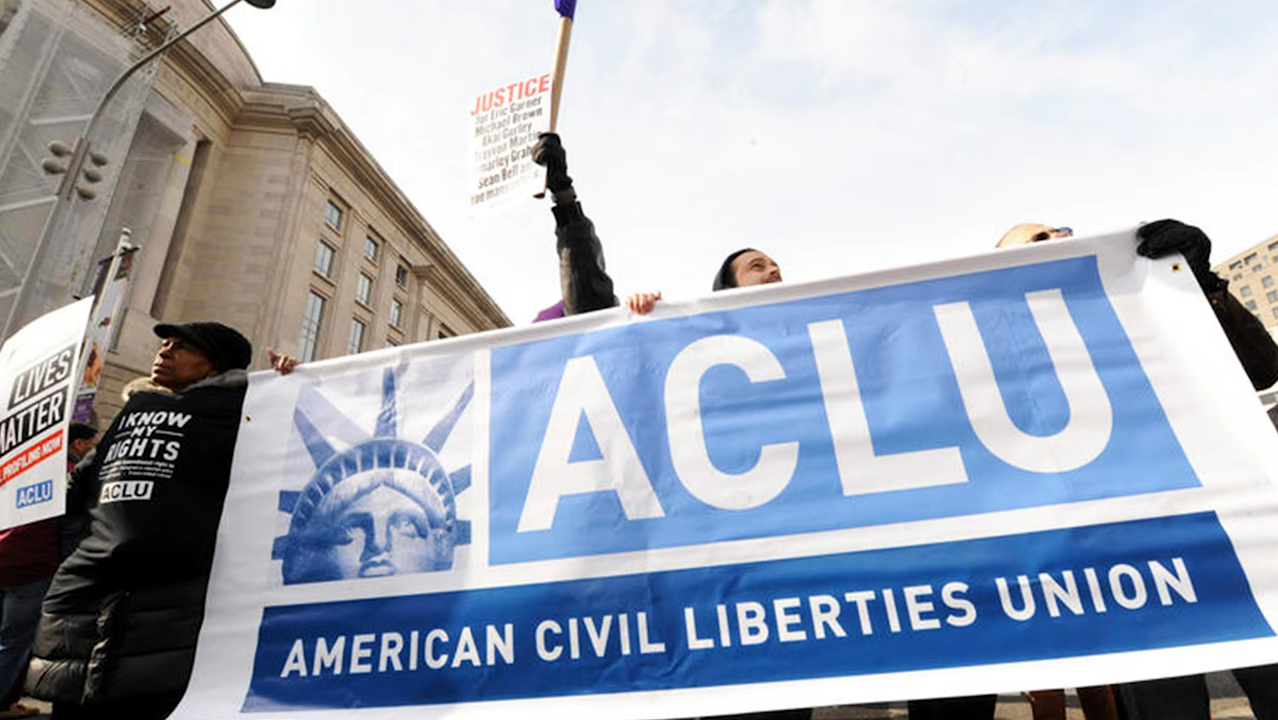 JUSTICE
for Eric Garner
Michael Brown
Akai Gurley
Trayvon Martin
Sean Bell
LIVES
MATTER
PROFILING NOW
ACLU
I KNOW
MY
RIGHTS
ACLU
ACLU
AMERICAN CIVIL LIBERTIES UNION